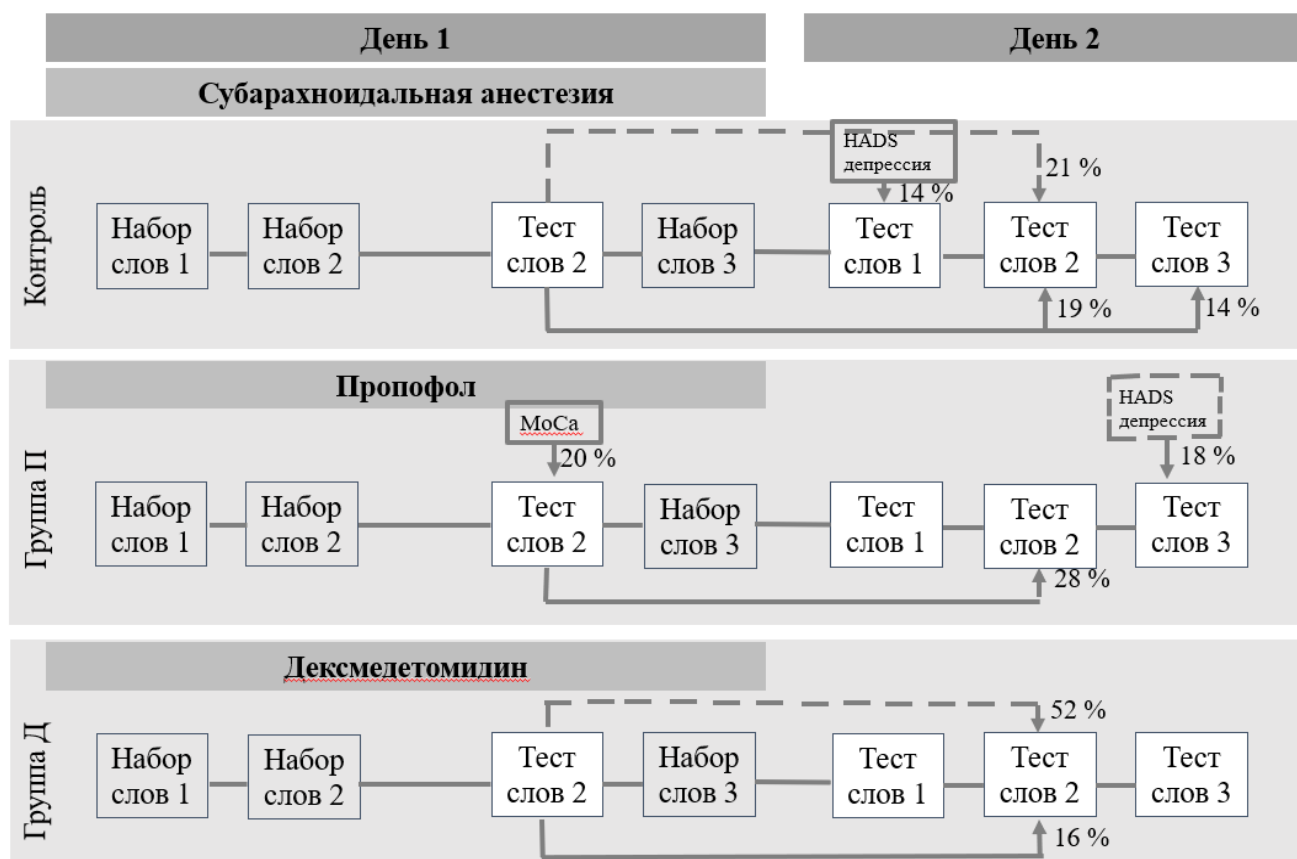 День 1
День 2
Субарахноидальная анестезия
Контроль
HADS
депрессия
14 %
21 %
Набор
слов 1
Набор
слов 2
Тест
слов 2
Набор
слов 3
Тест
слов 1
Тест
слов 2
Тест
слов 3
19 %
14 %
Пропофол
Группа П
МоСа
20 %
HADS
депрессия
18 %
Набор
слов 1
Набор
слов 2
Тест
слов 2
Набор
слов 3
Тест
слов 1
Тест
слов 2
Тест
слов 3
28 %
Дексмедетомидин
Группа Д
52 %
Набор
слов 1
Набор
слов 2
Тест
слов 2
Набор
слов 3
Тест
слов 1
Тест
слов 2
Тест
слов 3
16 %